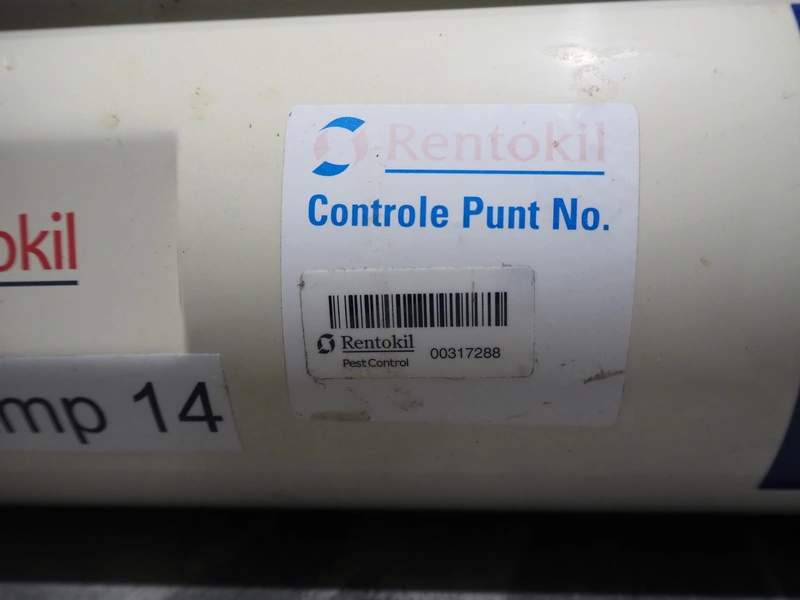 okil
mp 14
Rentokil
Controle Punt No.
Rentokil
Pest Control 00317288